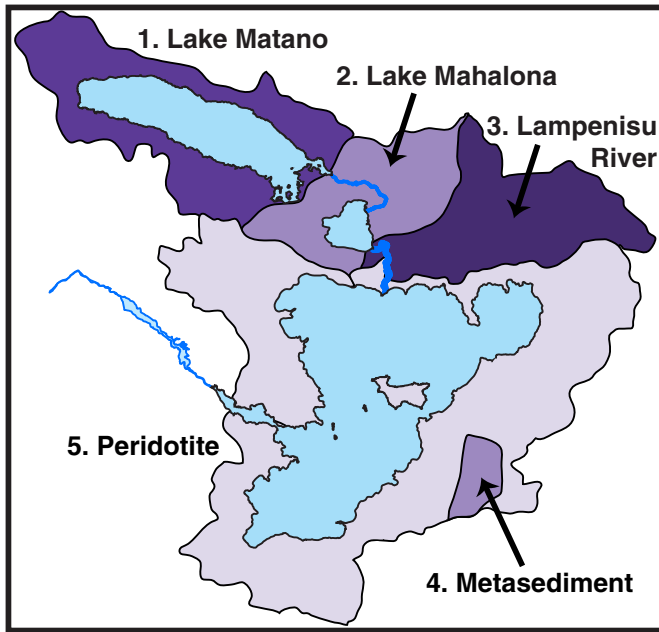 1. Lake Matano
2. Lake Mahalona
3. Lampenisu
River
5. Peridotite
4. Metasediment